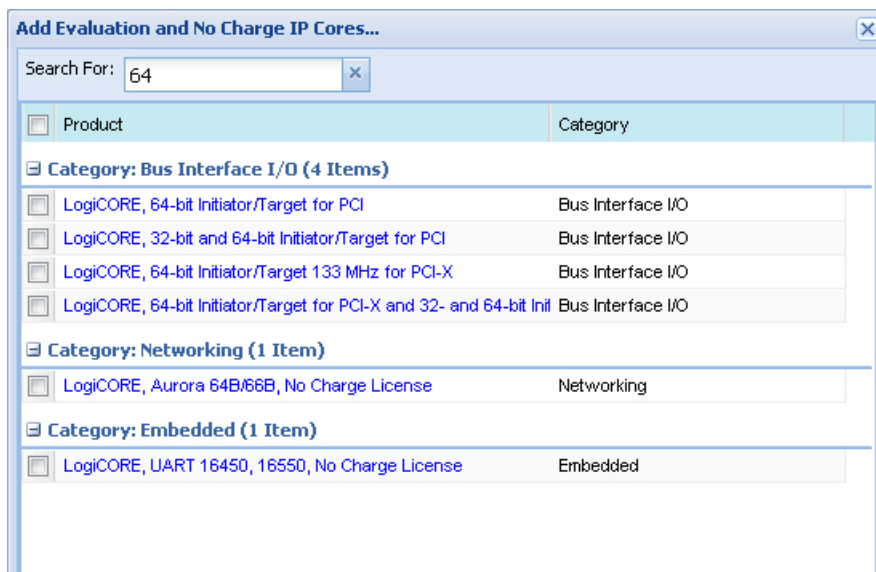 Add Evaluation and No Charge IP Cores...
Search For: 64
Product Category
Category: Bus Interface I/O (4 Items)
LogiCORE, 64-bit Initiator/Target for PCI Bus Interface I/O
LogiCORE, 32-bit and 64-bit Initiator/Target for PCI Bus Interface I/O
LogiCORE, 64-bit Initiator/Target 133 MHz for PCI-X Bus Interface I/O
LogiCORE, 64-bit Initiator/Target for PCI-X and 32- and 64-bit Init Bus Interface I/O
Category: Networking (1 Item)
LogiCORE, Aurora 64B/66B, No Charge License Networking
Category: Embedded (1 Item)
LogiCORE, UART 16450, 16550, No Charge License Embedded